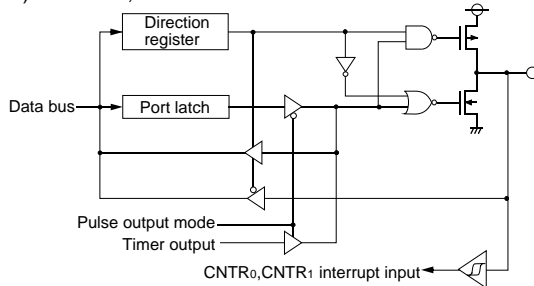 Direction
register
Data bus
Port latch
Pulse output mode
Timer output
CNTR0,CNTR1 interrupt input